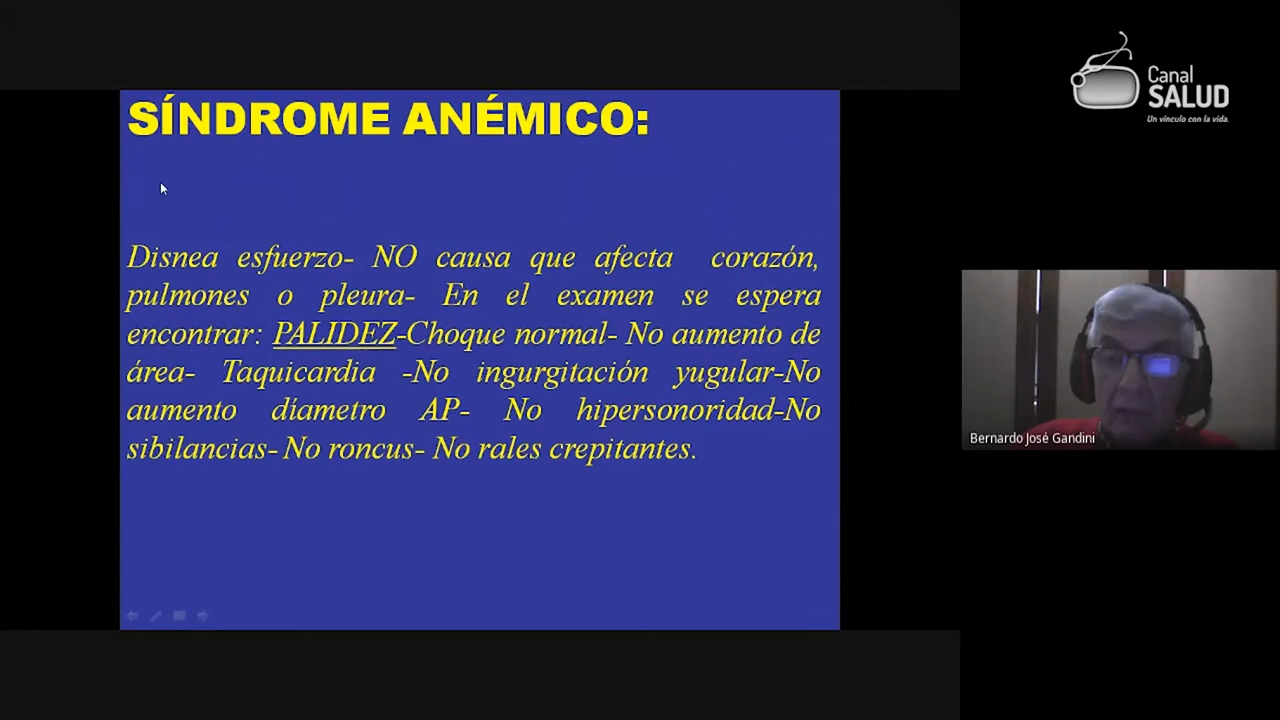 SÍNDROME ANÉMICO:
Disnea esfuerzo- NO causa que afecta corazón,
pulmones o pleura- En el examen se espera
encontrar: PALIDEZ-Choque normal- No aumento de
área- Taquicardia -No ingurgitación yugular-No
aumento díametro AP- No hipersonoridad-No
sibilancias- No roncus- No rales crepitantes.
Canal
SALUD
Un vínculo con la vida.
Bernardo José Gandini